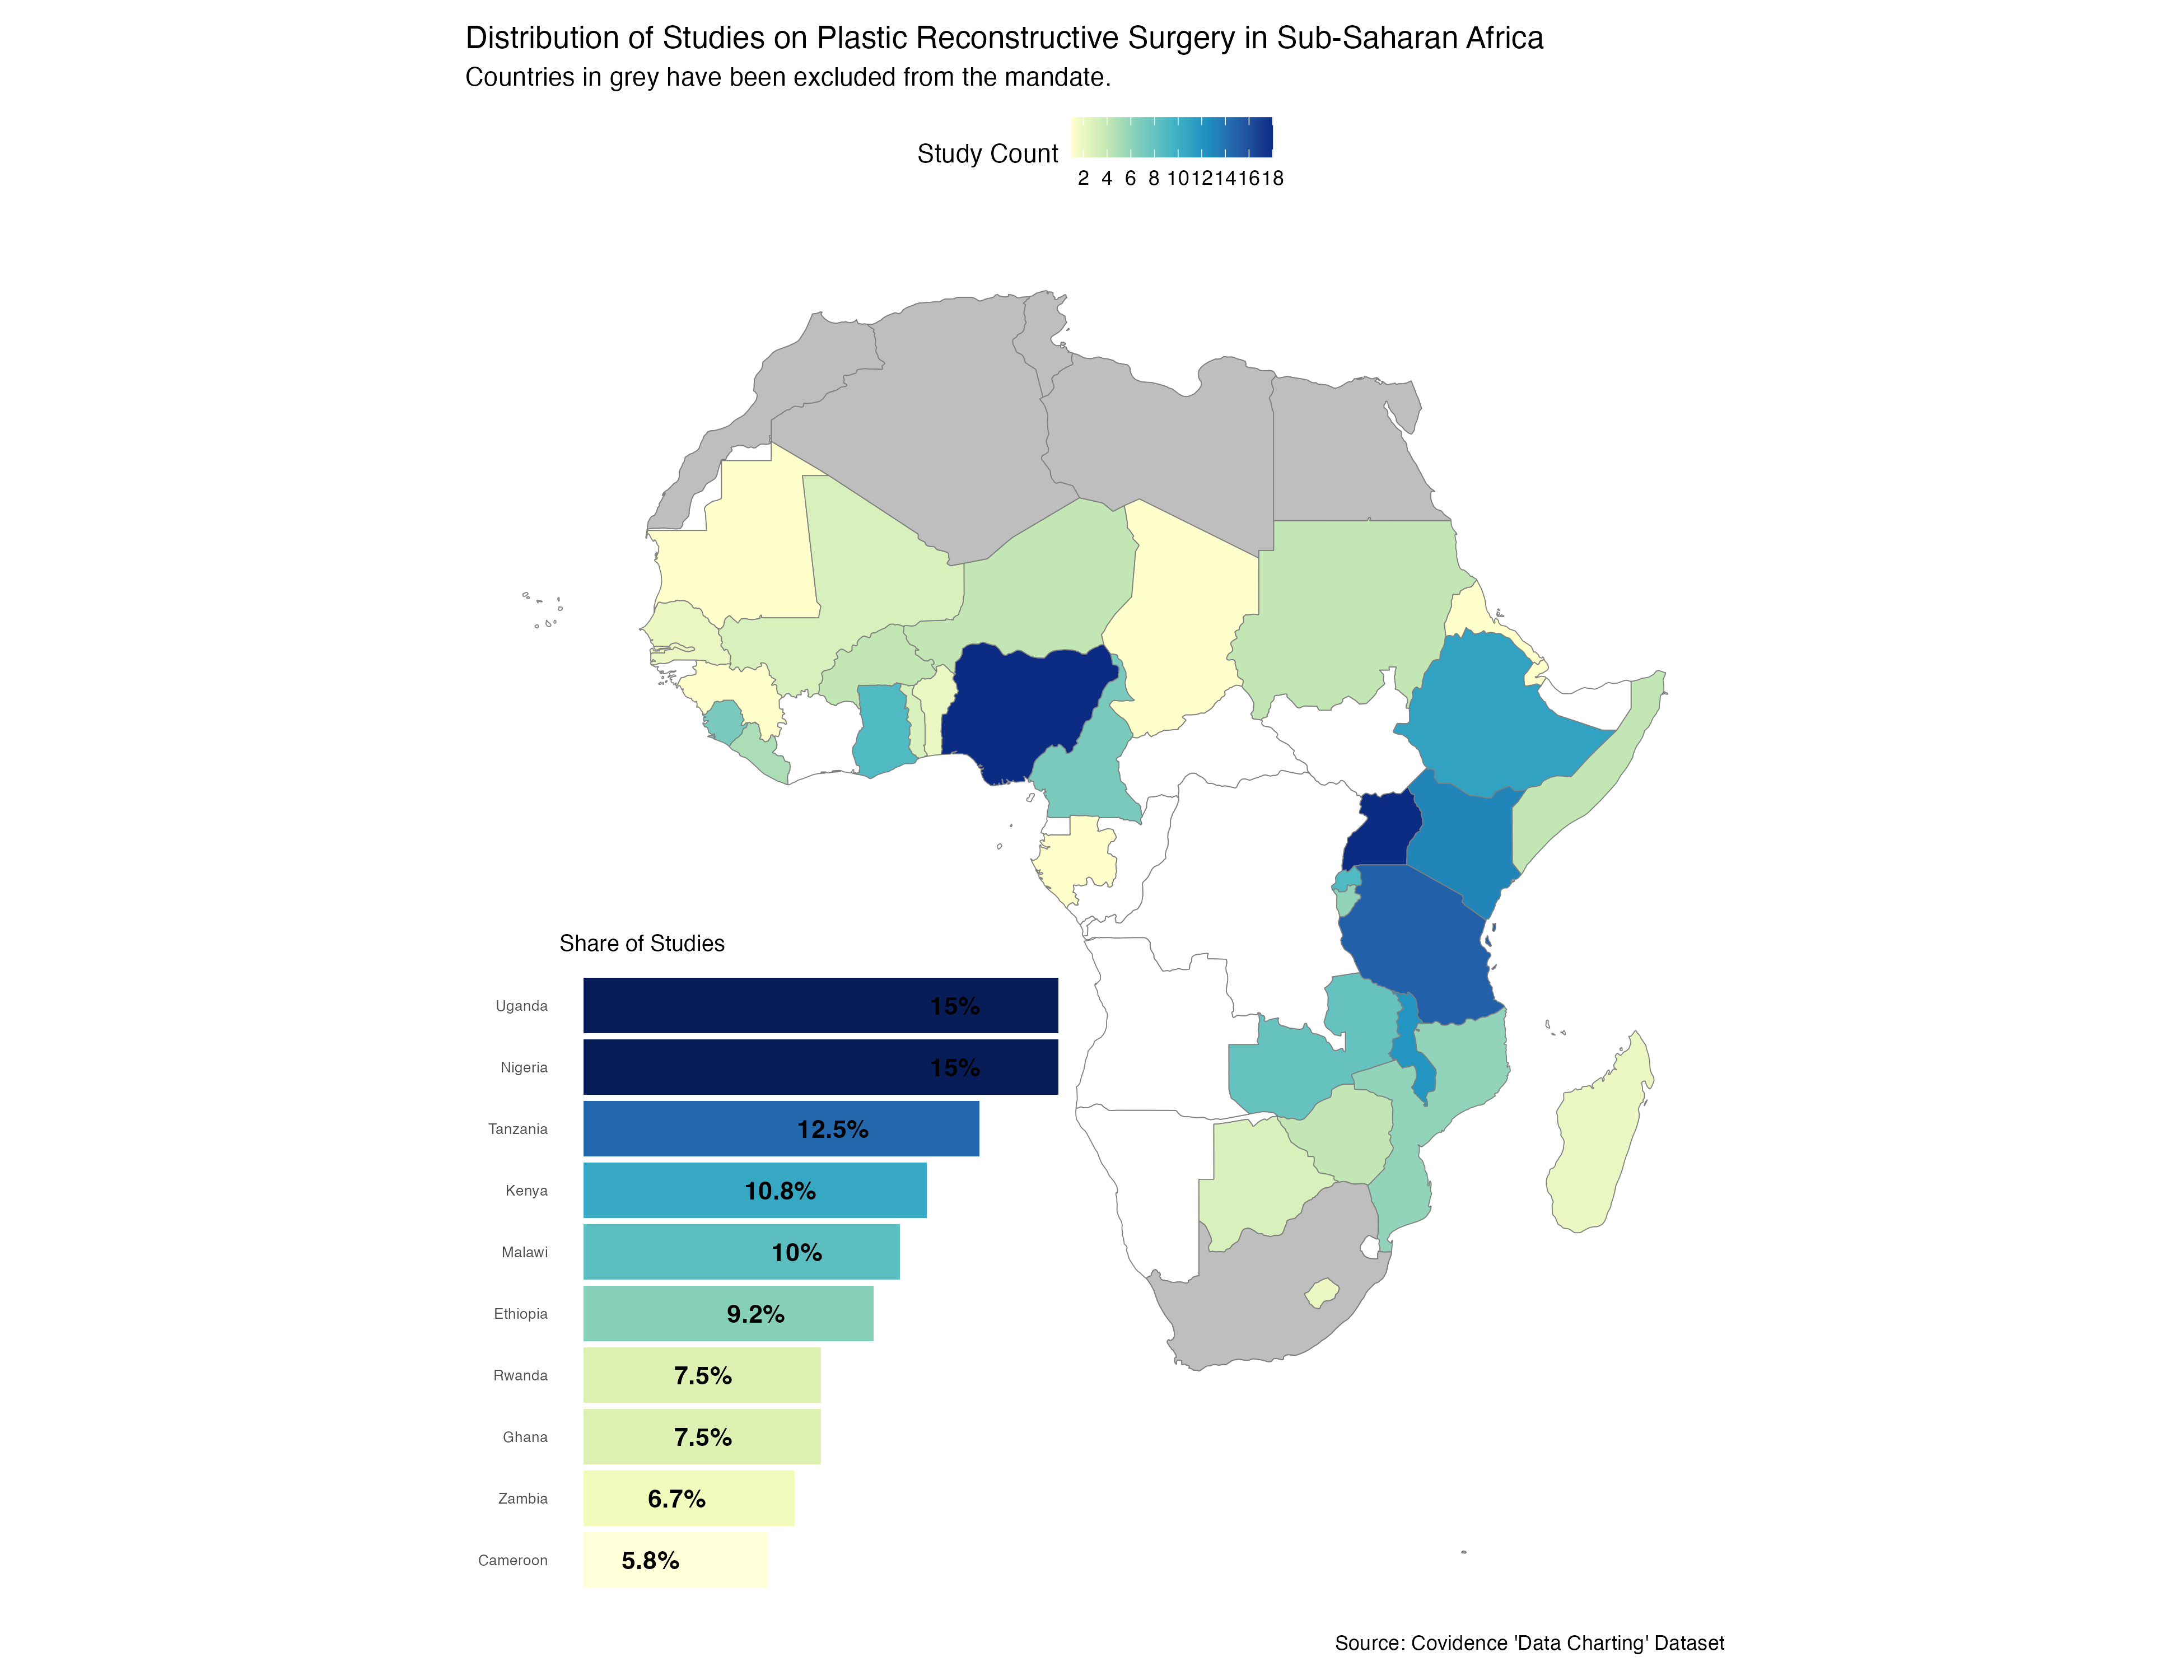 Distribution of Studies on Plastic Reconstructive Surgery in Sub-Saharan Africa
Countries in grey have been excluded from the mandate.
Study Count
2 4 6 8 10 12 14 16 18
Share of Studies
Uganda 15%
Nigeria 15%
Tanzania 12.5%
Kenya 10.8%
Malawi 10%
Ethiopia 9.2%
Rwanda 7.5%
Ghana 7.5%
Zambia 6.7%
Cameroon 5.8%
Source: Covidence 'Data Charting' Dataset